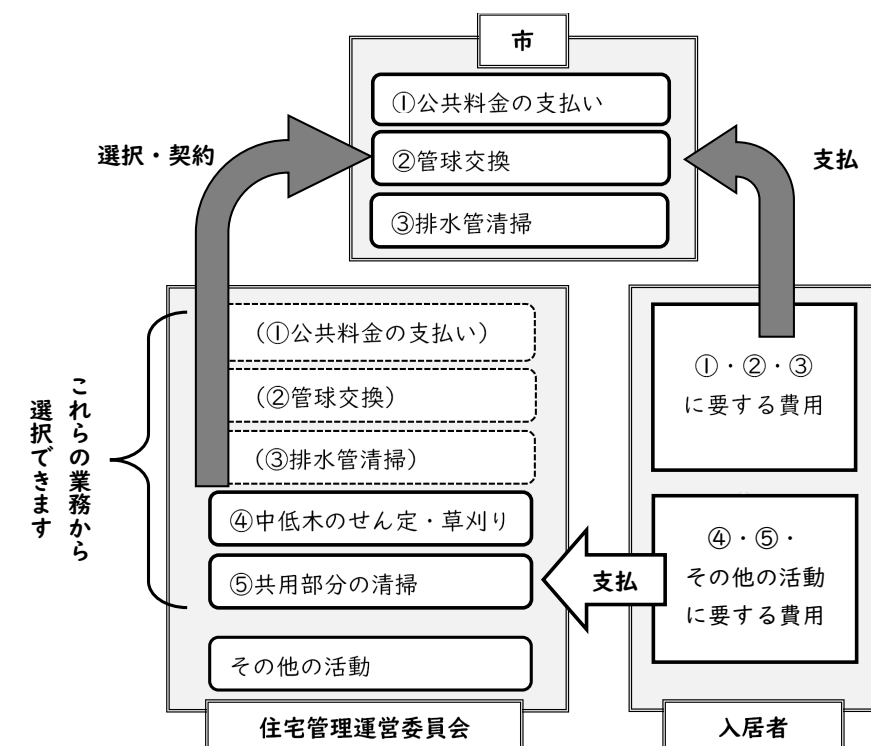 市
①公共料金の支払い
②管球交換
③排水管清掃
選択・契約
支払
これらの業務から
選択できます
（①公共料金の支払い）
（②管球交換）
（③排水管清掃）
④中低木のせん定・草刈り
⑤共用部分の清掃
その他の活動
住宅管理運営委員会
①・②・③
に要する費用
支払
④・⑤・
その他の活動
に要する費用
入居者